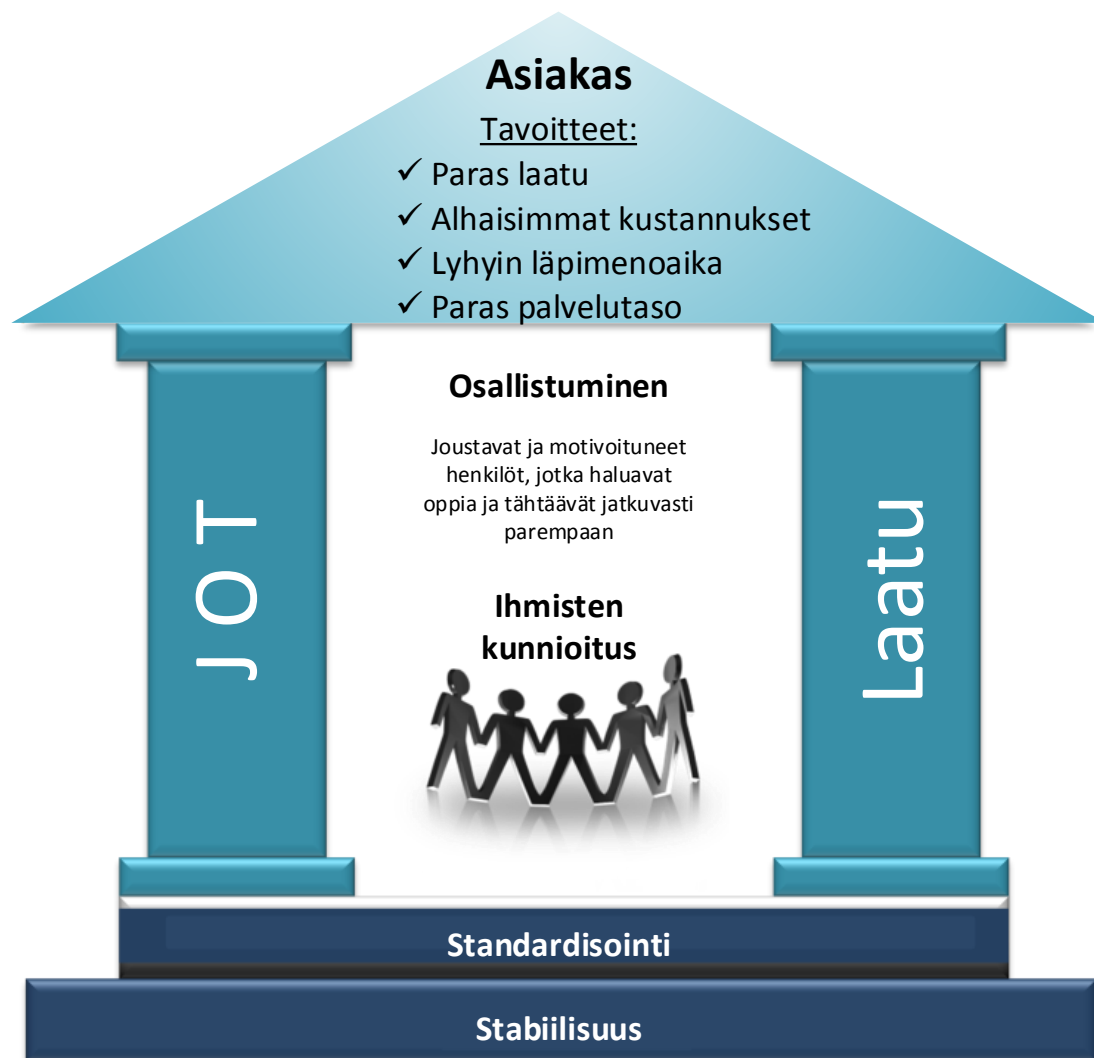 Asiakas
Tavoitteet:
✓ Paras laatu
✓ Alhaisimmat kustannukset
✓ Lyhyin läpimenoaika
✓ Paras palvelutaso
JOT
Osallistuminen
Joustavat ja motivoituneet
henkilöt, jotka haluavat
oppia ja tähtäävät jatkuvasti
parempaan
Ihmisten
kunnioitus
Laatu
Standardisointi
Stabiilisuus